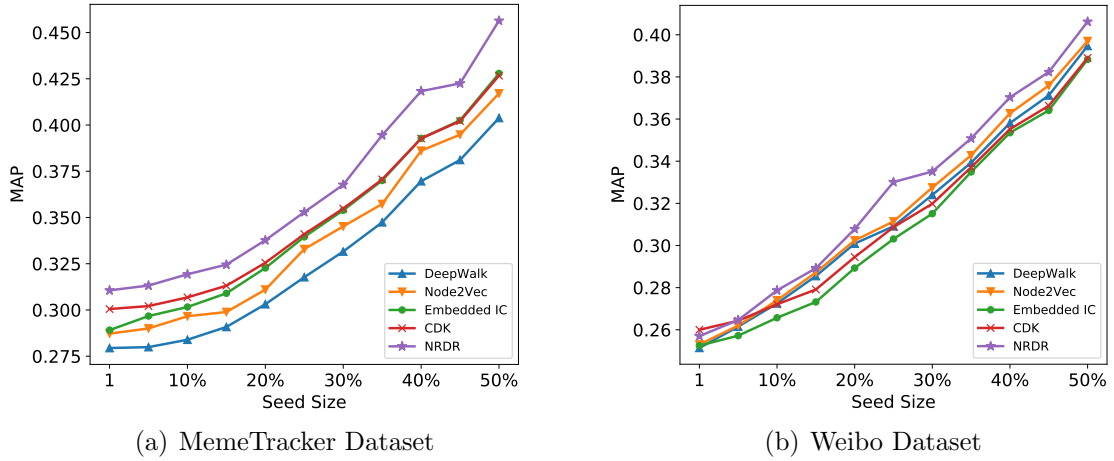 0.450
0.425
0.400
0.375
0.350
0.325
0.300
0.275
MAP
1 10% 20% 30% 40% 50%
Seed Size
DeepWalk
Node2Vec
Embedded IC
CDK
NRDR
(a) MemeTracker Dataset
0.40
0.38
0.36
0.34
0.32
0.30
0.28
0.26
MAP
1 10% 20% 30% 40% 50%
Seed Size
DeepWalk
Node2Vec
Embedded IC
CDK
NRDR
(b) Weibo Dataset